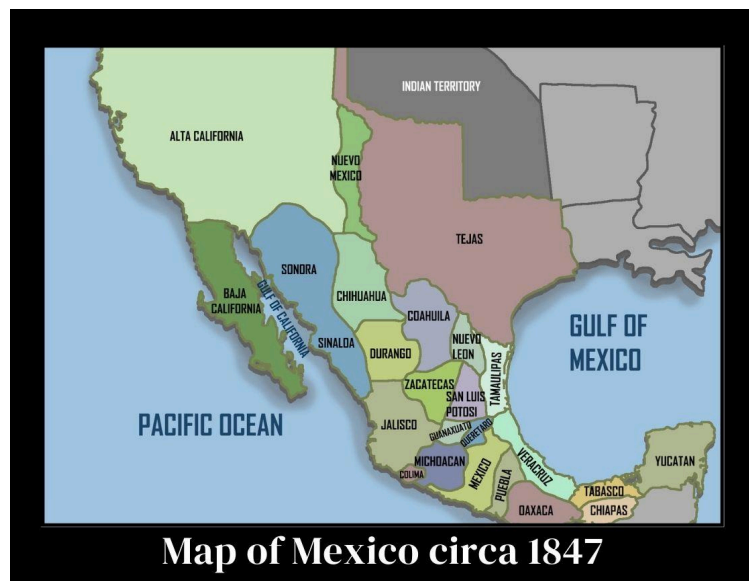 INDIAN TERRITORY
ALTA CALIFORNIA
NUEVO
MEXICO
TEJAS
SONORA
CHIHUAHUA
BAJA
CALIFORNIA
GULF OF CALIFORNIA
COAHUILA
GULF OF
MEXICO
SINALOA
DURANGO
NUEVO
LEON
TAMAULIPAS
ZACATECAS
SAN LUIS
POTOSI
PACIFIC OCEAN
JALISCO
GUANAXUATO
QUERETARO
MICHOACAN
COLIMA
MEXICO
PUEBLA
VERACRUZ
YUCATAN
TABASCO
CHIAPAS
OAXACA
Map of Mexico circa 1847